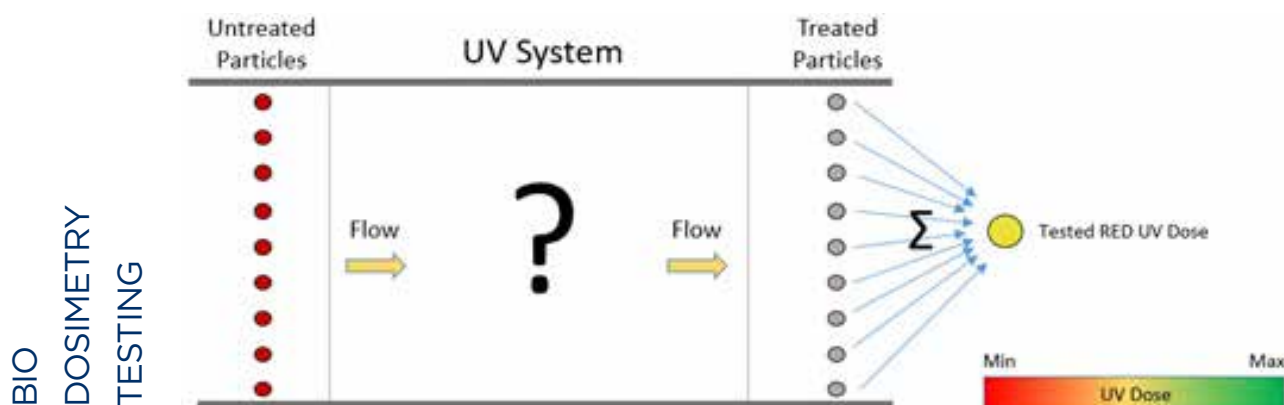 Untreated
Particles
UV System
Treated
Particles
?
Flow
Flow
Σ
Tested RED UV Dose
Min
Max
UV Dose
BIO
DOSIMETRY
TESTING